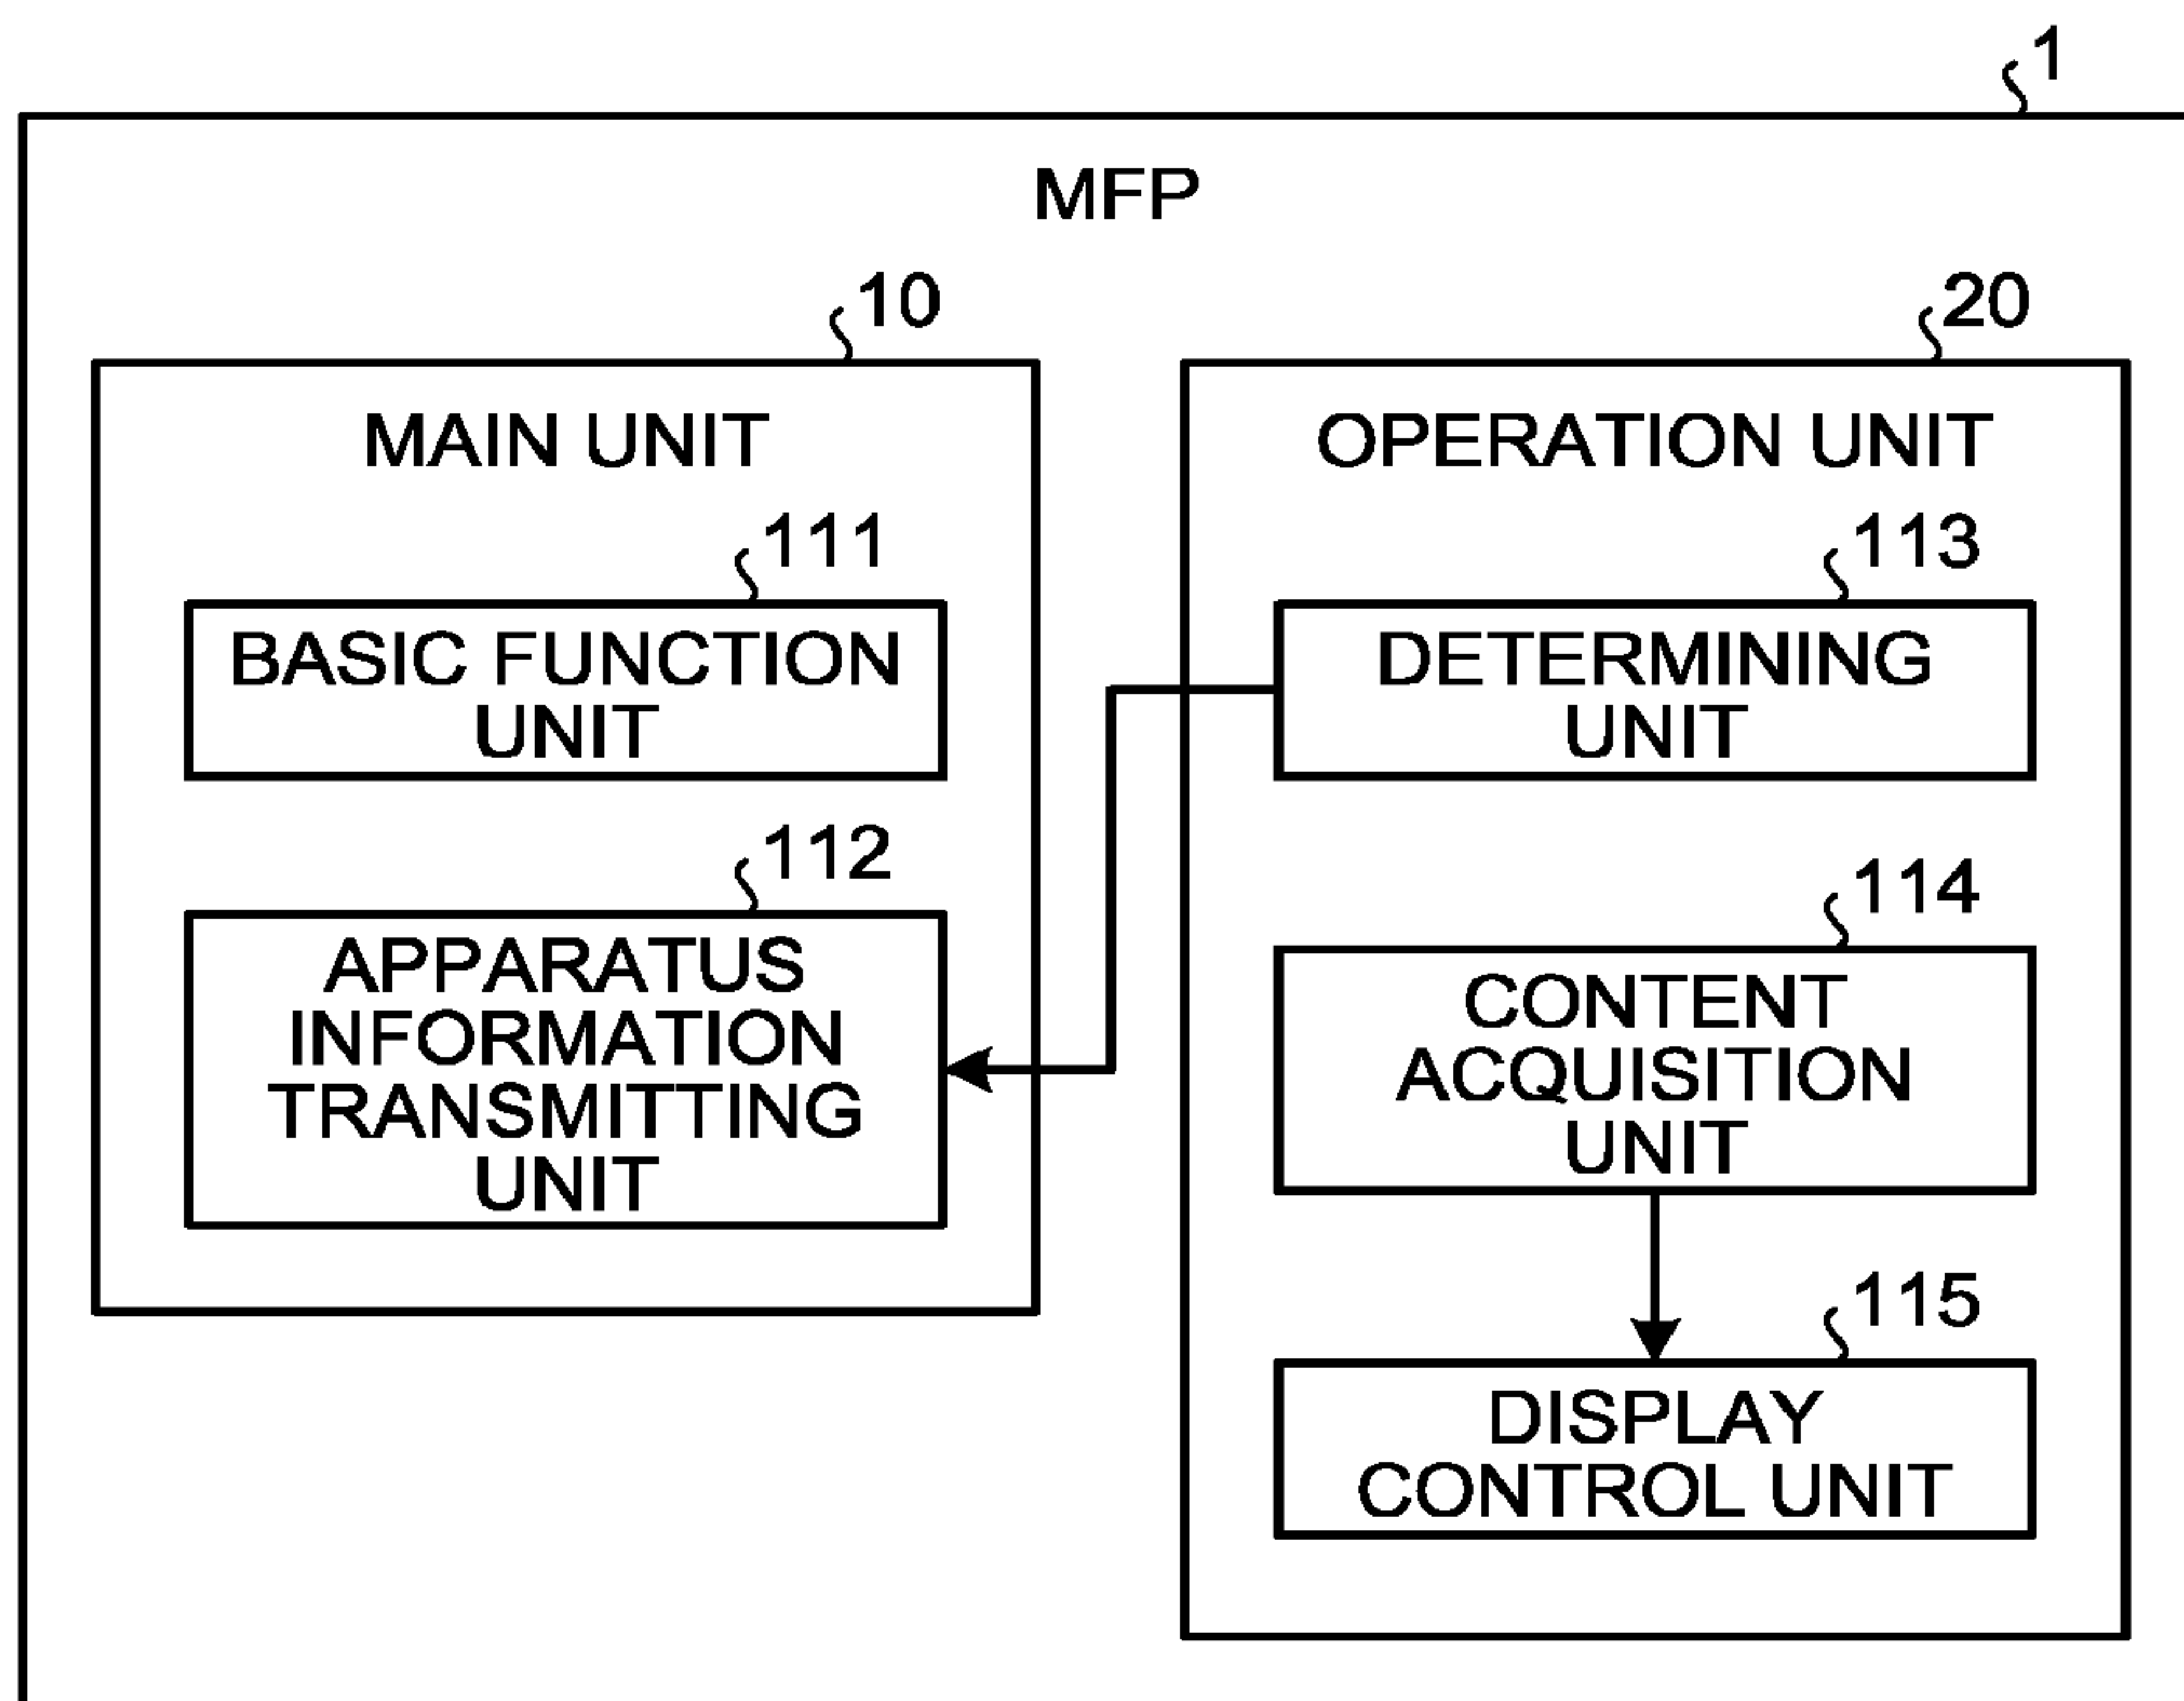 1
MFP
10
MAIN UNIT
111
BASIC FUNCTION
UNIT
112
APPARATUS
INFORMATION
TRANSMITTING
UNIT
20
OPERATION UNIT
113
DETERMINING
UNIT
114
CONTENT
ACQUISITION
UNIT
115
DISPLAY
CONTROL UNIT